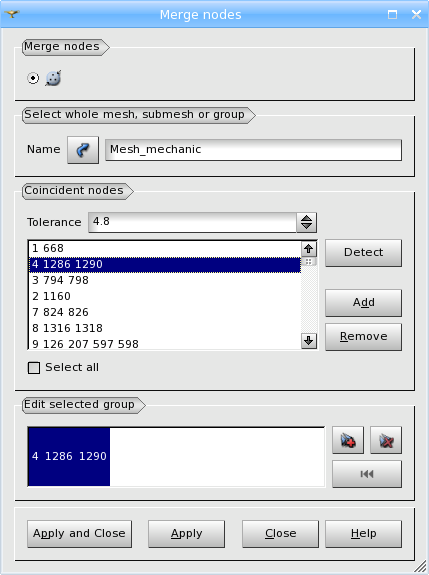 Merge nodes
Merge nodes
Select whole mesh, submesh or group
Name Mesh_mechanic
Coincident nodes
Tolerance 4.8
1 668
Detect
4 1286 1290
3 794 798
2 1160
Add
7 824 826
8 1316 1318
Remove
9 126 207 597 598
Select all
Edit selected group
4 1286 1290
Apply and Close Apply Close Help